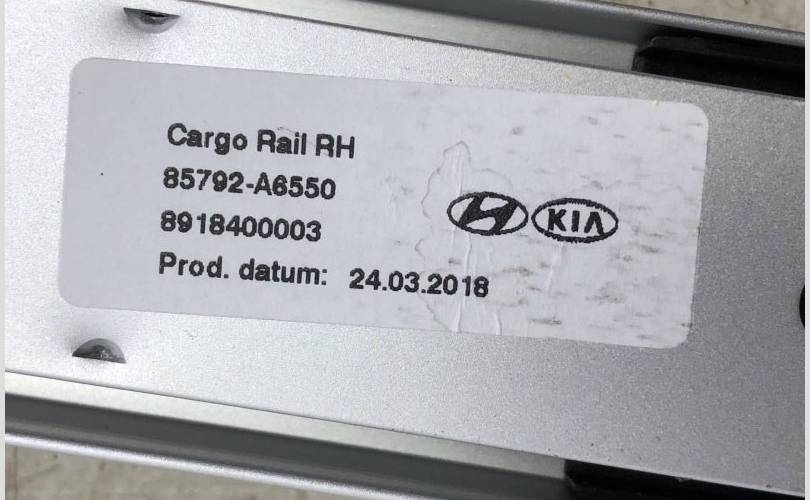 Cargo Rail RH
85792-A6550
8918400003
KIA
Prod. datum: 24.03.2018